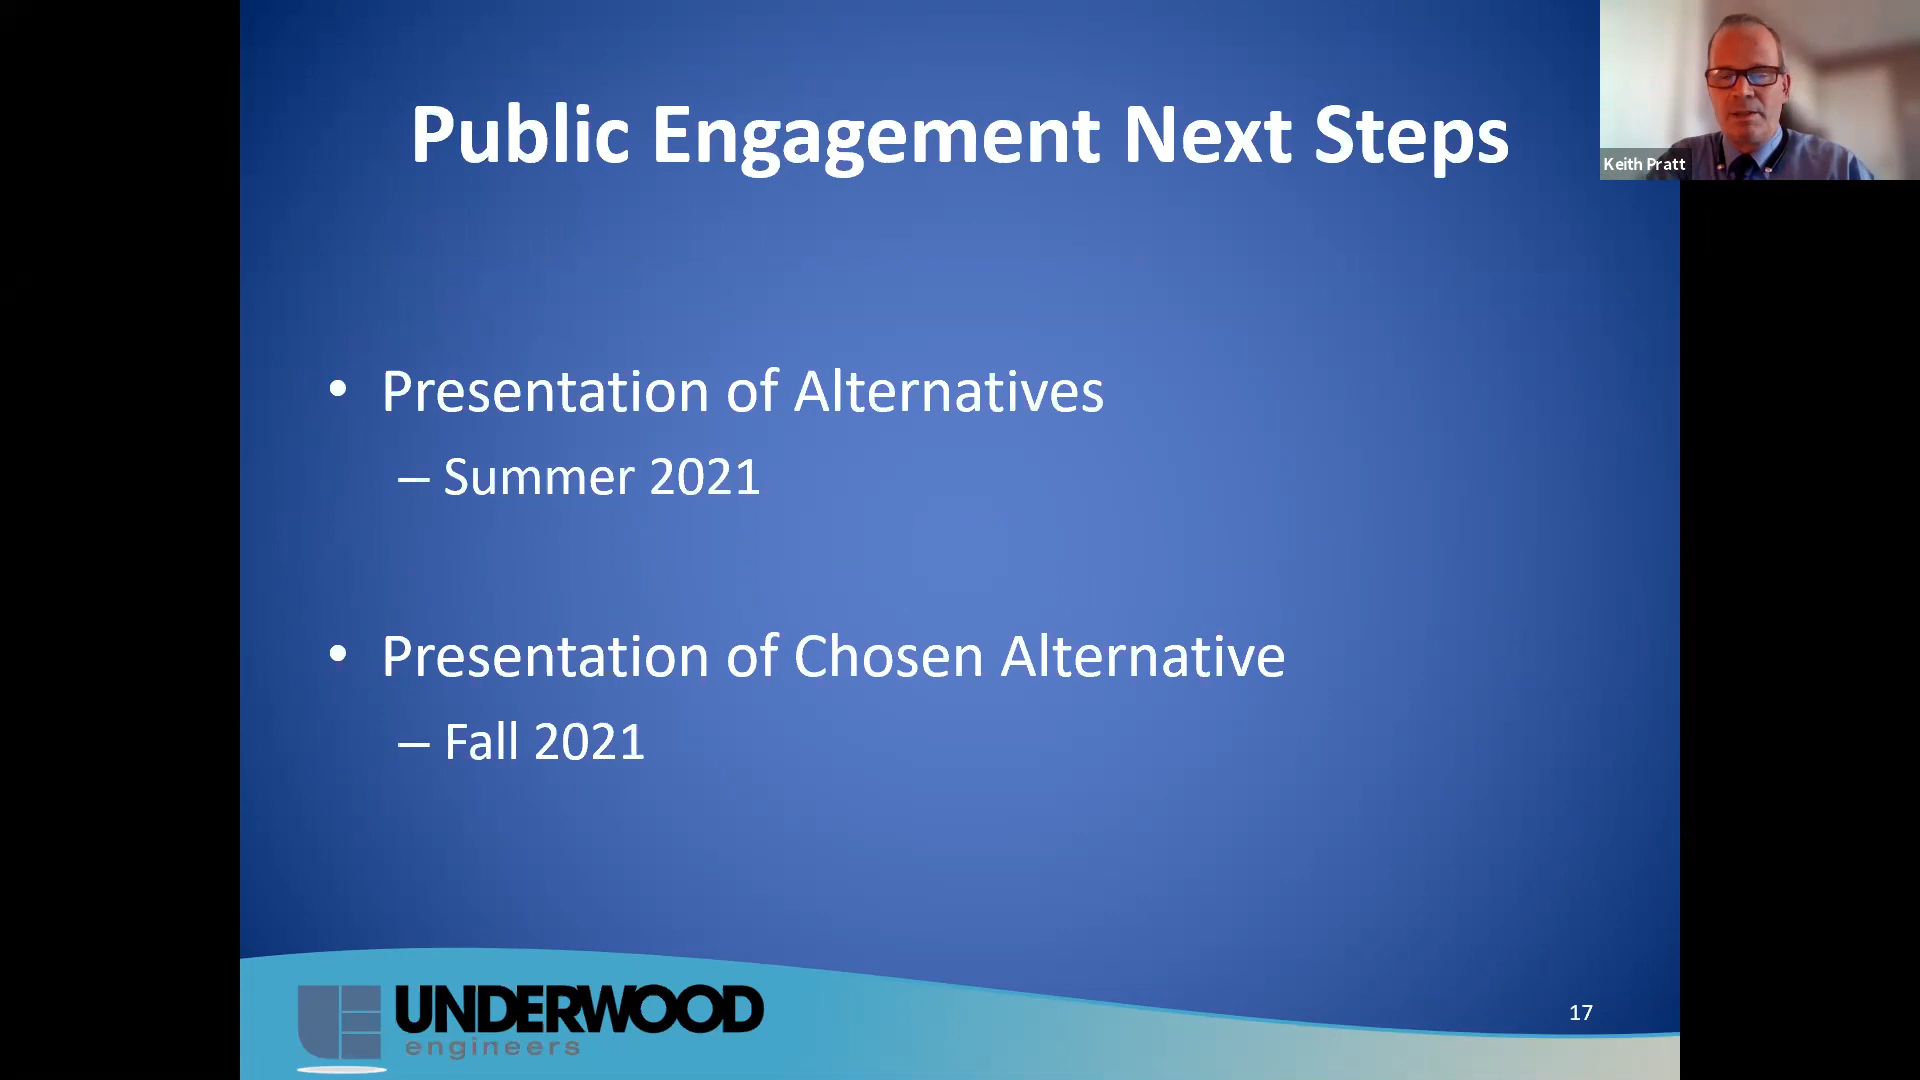 Public Engagement Next Steps
Keith Pratt
• Presentation of Alternatives
– Summer 2021
• Presentation of Chosen Alternative
– Fall 2021
UNDERWOOD
engineers
17